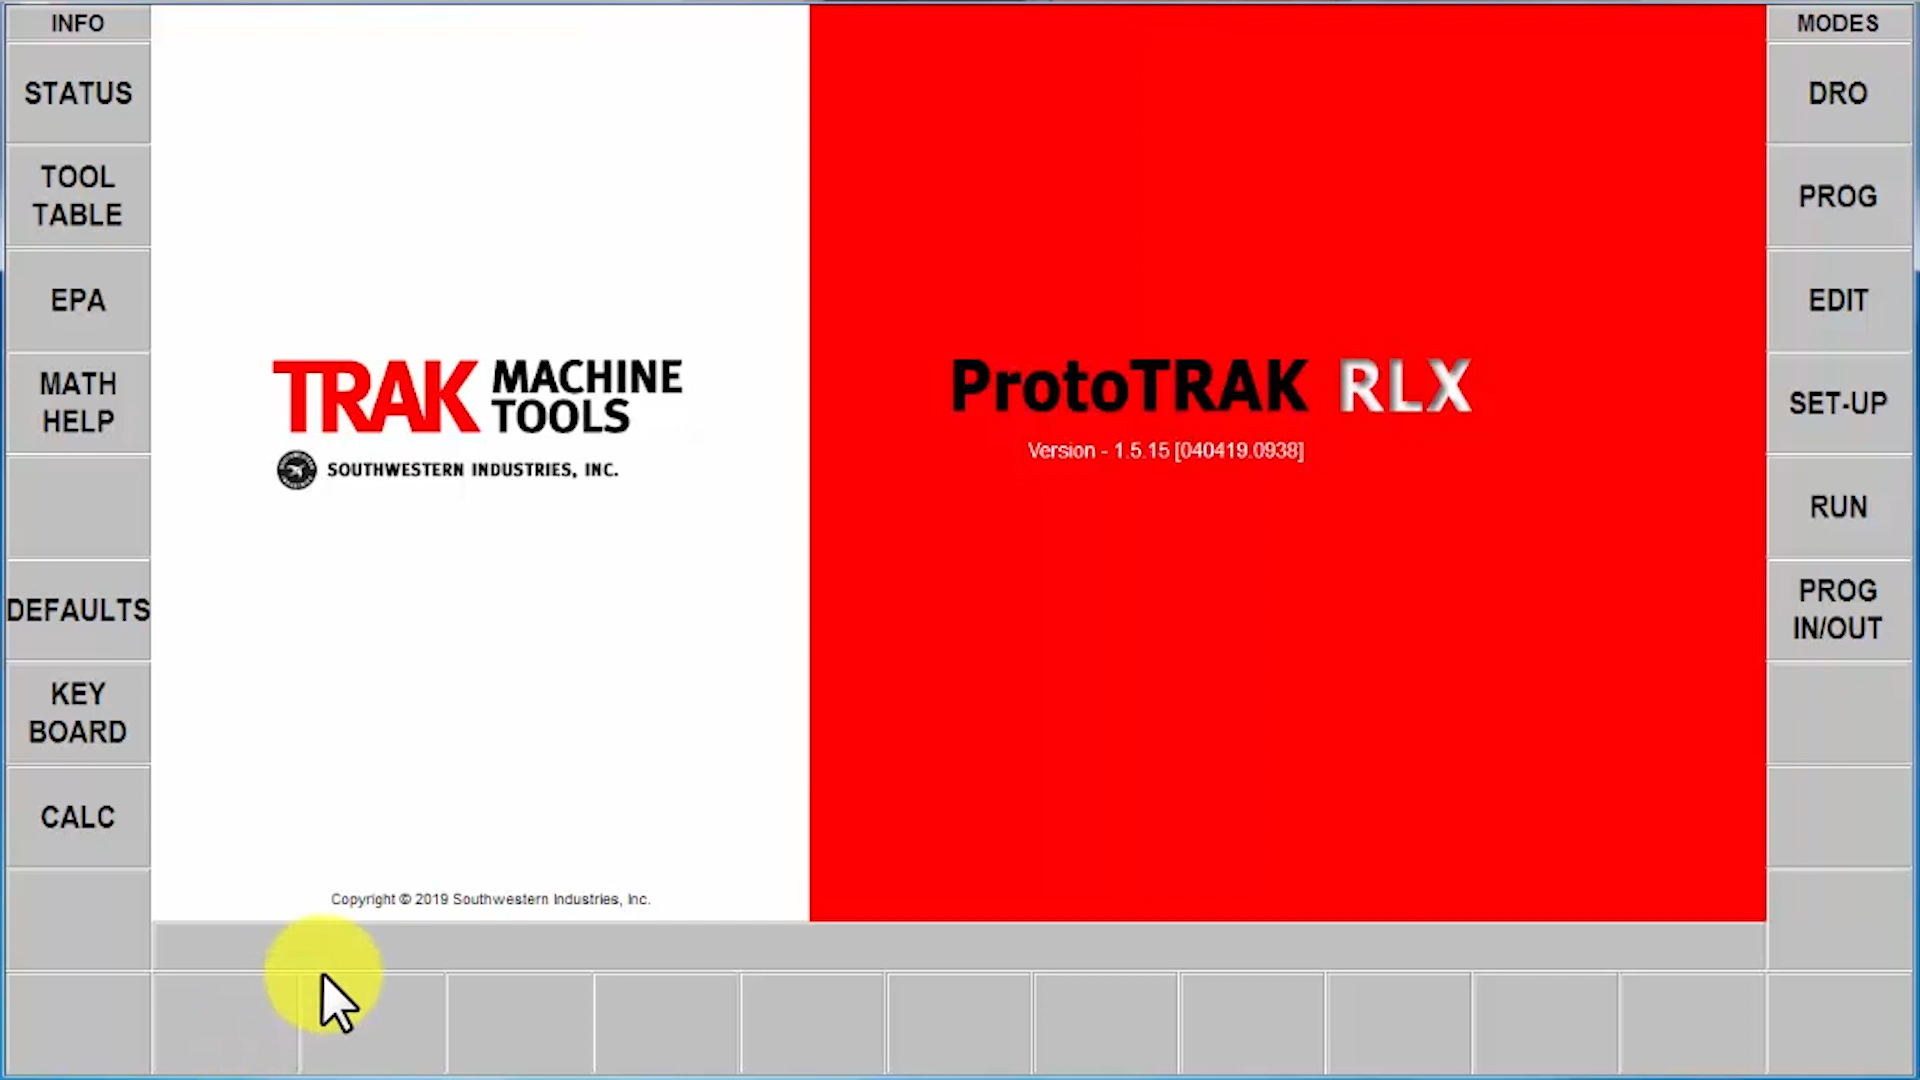 INFO
STATUS
TOOL
TABLE
EPA
MATH
HELP
DEFAULTS
KEY
BOARD
CALC
TRAK MACHINE
TOOLS
SOUTHWESTERN INDUSTRIES, INC.
Copyright © 2019 Southwestern Industries, Inc.
ProtoTRAK RLX
Version - 1.5.15 [040419.0938]
MODES
DRO
PROG
EDIT
SET-UP
RUN
PROG
IN/OUT